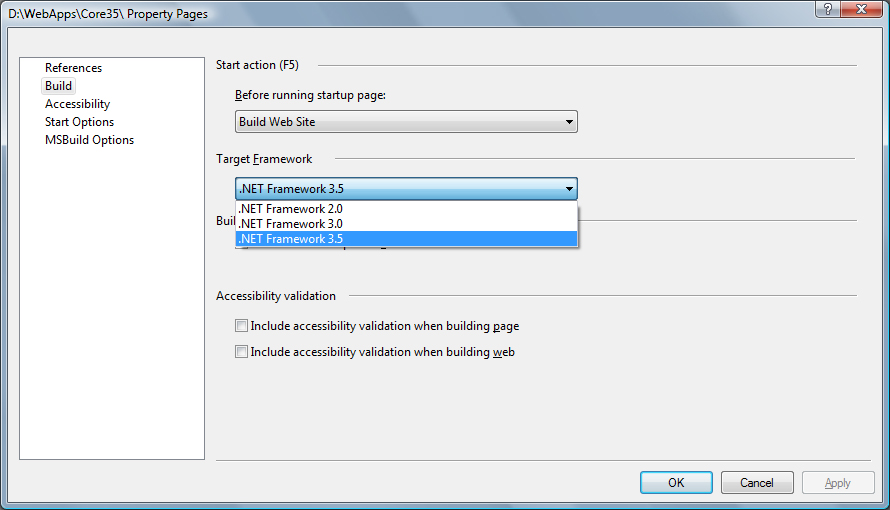 D:\WebApps\Core35\ Property Pages
References
Build
Accessibility
Start Options
MSBuild Options
Start action (F5)
Before running startup page:
Build Web Site
Target Framework
.NET Framework 3.5
.NET Framework 2.0
.NET Framework 3.0
.NET Framework 3.5
Accessibility validation
Include accessibility validation when building page
Include accessibility validation when building web
OK
Cancel
Apply